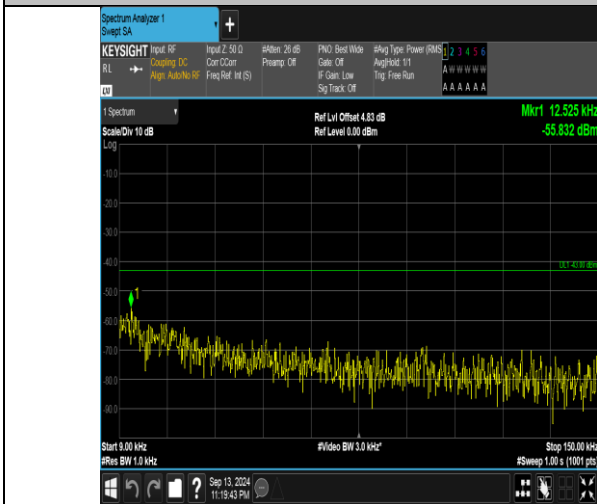 Spectrum Analyzer 1
Swept SA
+
KEYSIGHT
RL
Input: RF
Coupling: DC
Align: Auto/No RF
Input Z: 50 Ω
Corr CCorr
Freq Ref: Int (S)
#Atten: 26 dB
Preamp: Off
PNO: Best Wide
Gate: Off
IF Gain: Low
Sig Track: Off
#Avg Type: Power (RMS
Avg|Hold: 1/1
Trig: Free Run
1 2 3 4 5 6
A W W W W W
A A A A A A
1 Spectrum
Scale/Div 10 dB
Log
Ref Lvl Offset 4.83 dB
Ref Level 0.00 dBm
Mkr1 12.525 kHz
-55.832 dBm
-10.0
-20.0
-30.0
-40.0
-50.0
-60.0
-70.0
-80.0
-90.0
DL1 -43.00 dBm
1
Start 9.00 kHz
#Res BW 1.0 kHz
#Video BW 3.0 kHz*
Stop 150.00 kHz
#Sweep 1.00 s (1001 pts)
?
Sep 13, 2024
11:19:43 PM